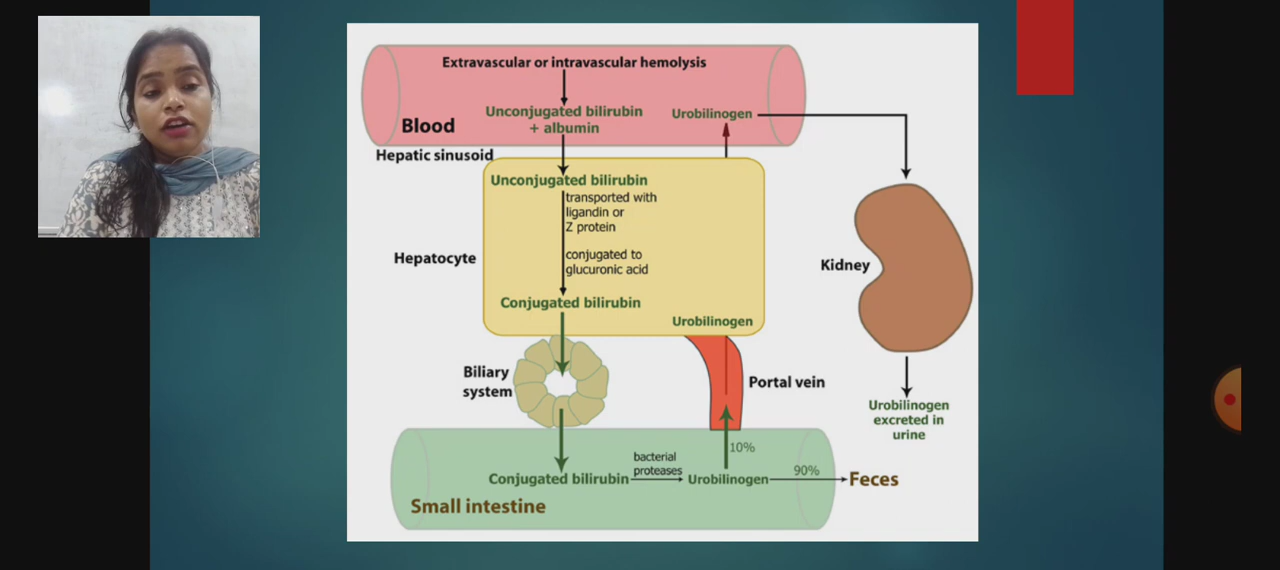 Extravascular or intravascular hemolysis
Unconjugated bilirubin
+ albumin
Urobilinogen
Blood
Hepatic sinusoid
Unconjugated bilirubin
transported with
ligandin or
Z protein
Hepatocyte
conjugated to
glucuronic acid
Kidney
Conjugated bilirubin
Urobilinogen
Biliary
system
Portal vein
Urobilinogen
excreted in
urine
10%
bacterial
proteases
Conjugated bilirubin
Urobilinogen
90%
Feces
Small intestine